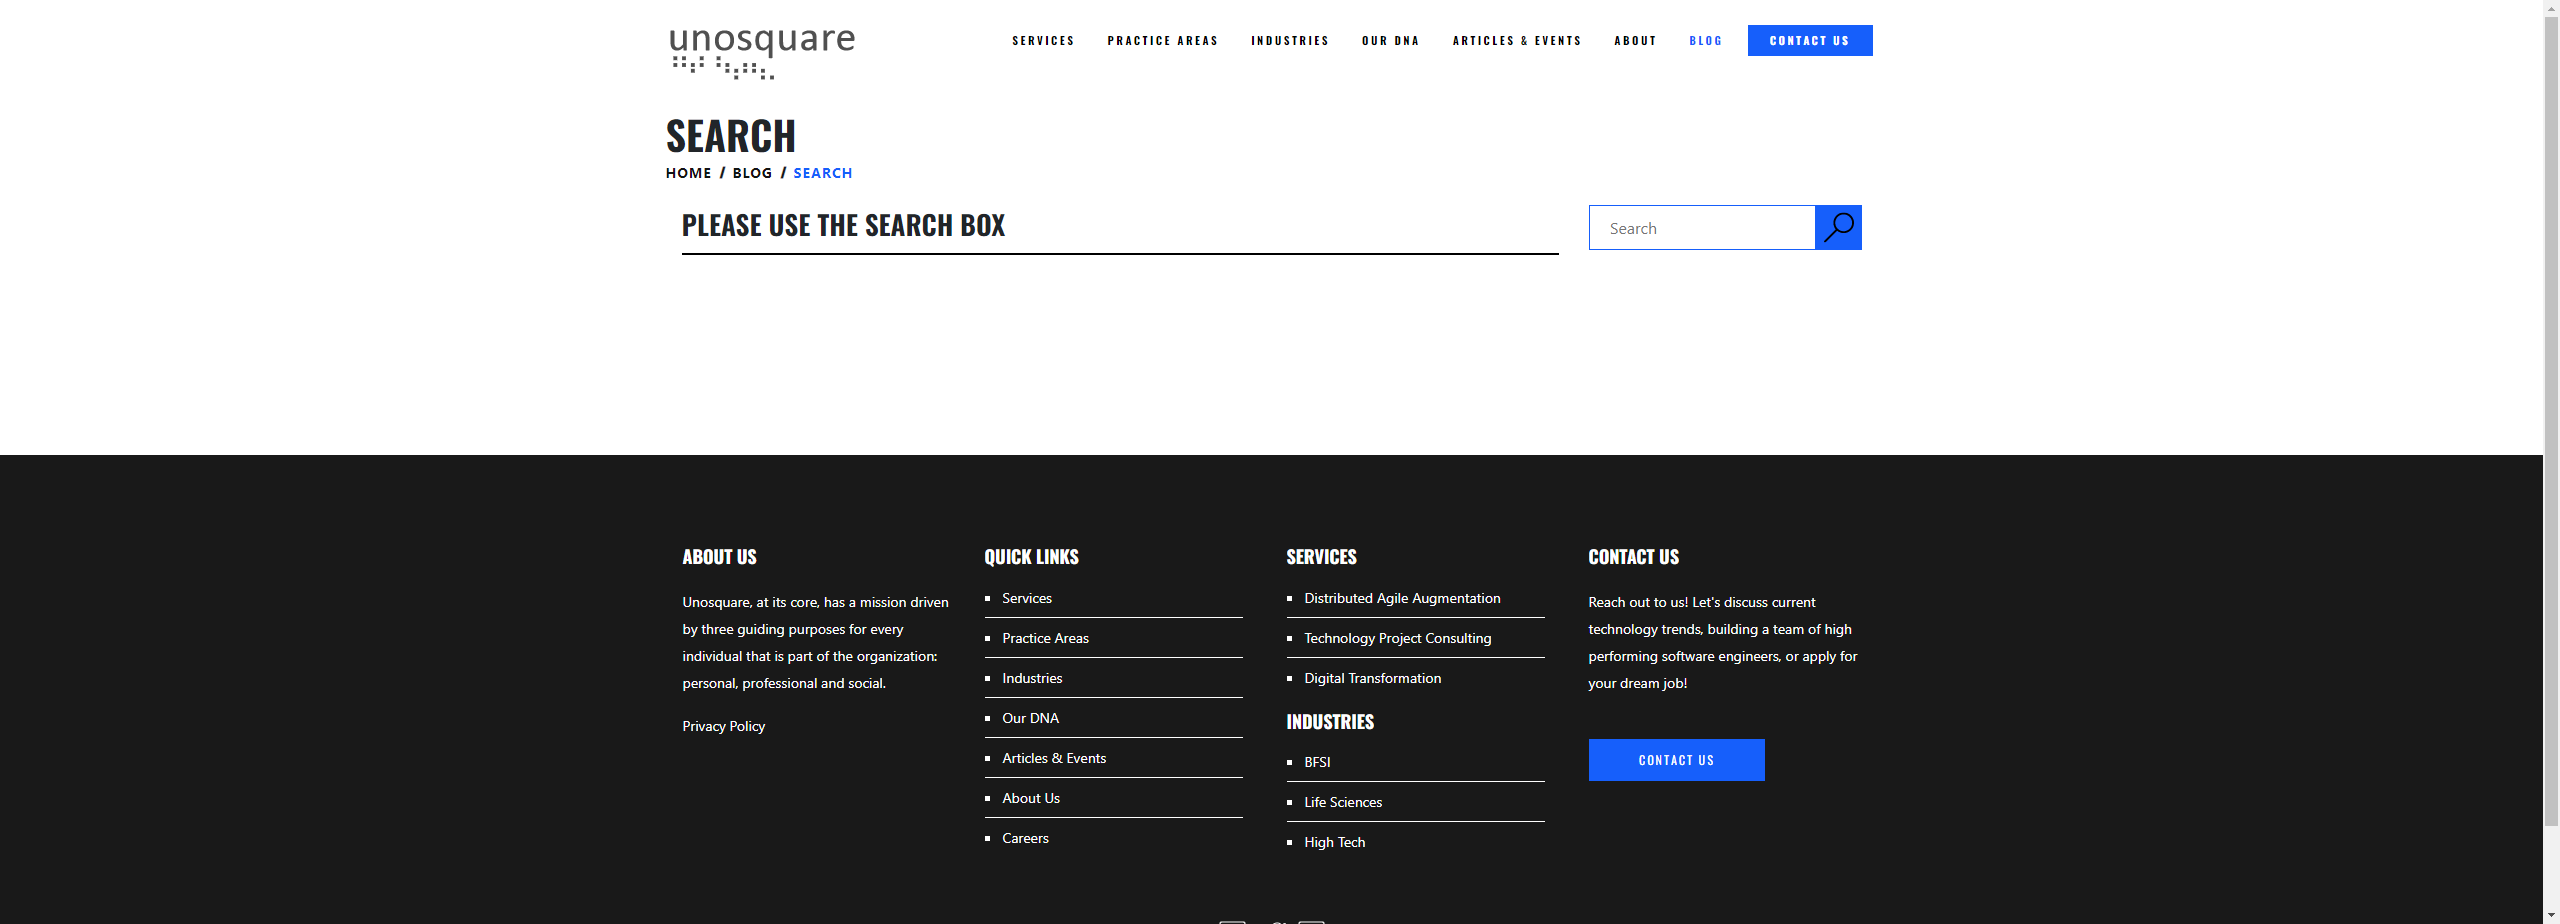 unosquare
SERVICES
PRACTICE AREAS
INDUSTRIES
OUR DNA
ARTICLES & EVENTS
ABOUT
BLOG
CONTACT US
SEARCH
HOME / BLOG / SEARCH
PLEASE USE THE SEARCH BOX
Search
ABOUT US
Unosquare, at its core, has a mission driven
by three guiding purposes for every
individual that is part of the organization:
personal, professional and social.
Privacy Policy
QUICK LINKS
Services
Practice Areas
Industries
Our DNA
Articles & Events
About Us
Careers
SERVICES
Distributed Agile Augmentation
Technology Project Consulting
Digital Transformation
INDUSTRIES
BFSI
Life Sciences
High Tech
CONTACT US
Reach out to us! Let's discuss current
technology trends, building a team of high
performing software engineers, or apply for
your dream job!
CONTACT US